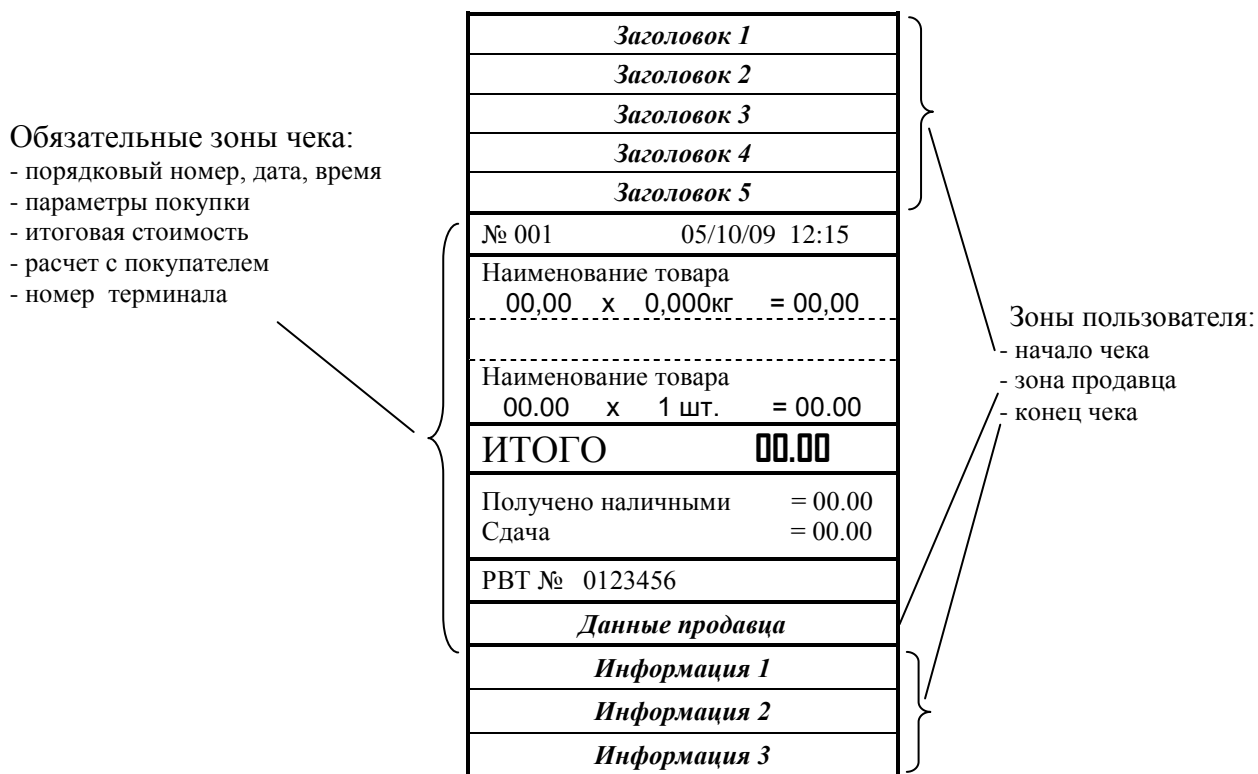 Заголовок 1
Заголовок 2
Заголовок 3
Заголовок 4
Заголовок 5
Обязательные зоны чека:
- порядковый номер, дата, время
- параметры покупки
- итоговая стоимость
- расчет с покупателем
- номер терминала
№ 001 05/10/09 12:15
Наименование товара
00,00 x 0,000кг = 00,00
Наименование товара
00.00 x 1 шт. = 00.00
ИТОГО 00.00
Получено наличными = 00.00
Сдача = 00.00
РВТ № 0123456
Данные продавца
Информация 1
Информация 2
Информация 3
Зоны пользователя:
- начало чека
- зона продавца
- конец чека